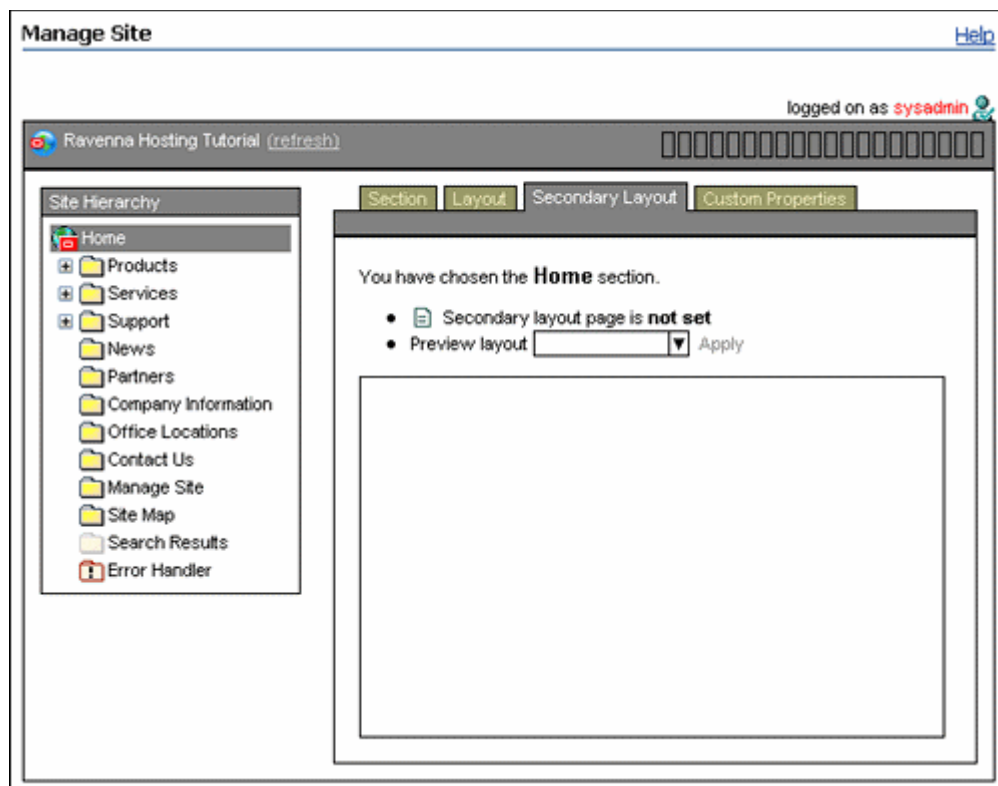 Manage Site
Help
logged on as sysadmin
Ravenna Hosting Tutorial (refresh)
Site Hierarchy
Home
Products
Services
Support
News
Partners
Company Information
Office Locations
Contact Us
Manage Site
Site Map
Search Results
Error Handler
Section Layout Secondary Layout Custom Properties
You have chosen the Home section.
• Secondary layout page is not set
• Preview layout Apply